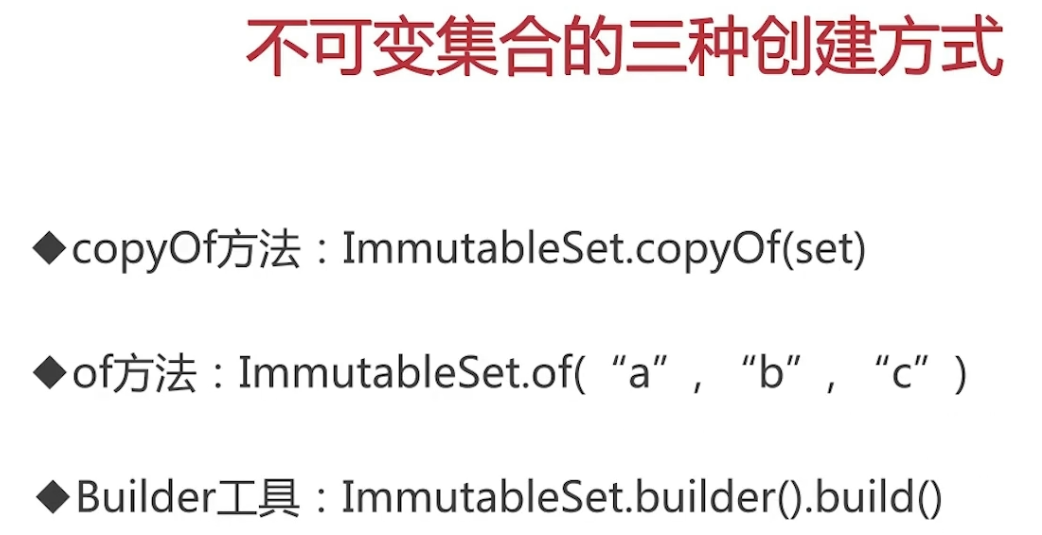 不可变集合的三种创建方式
◆copyOf方法：ImmutableSet.copyOf(set)
◆of方法：ImmutableSet.of(“a”，“b”，“c”)
◆Builder工具：ImmutableSet.builder().build()